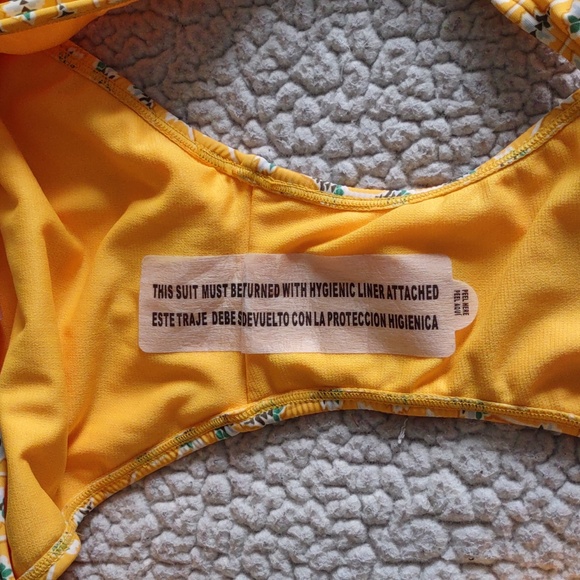 THIS SUIT MUST BETURNED WITH HYGIENIC LINER ATTACHED
ESTE TRAJE DEBE SDEVUELTO CON LA PROTECCION HIGIENICA
PEEL HERE
PEEL AQUI